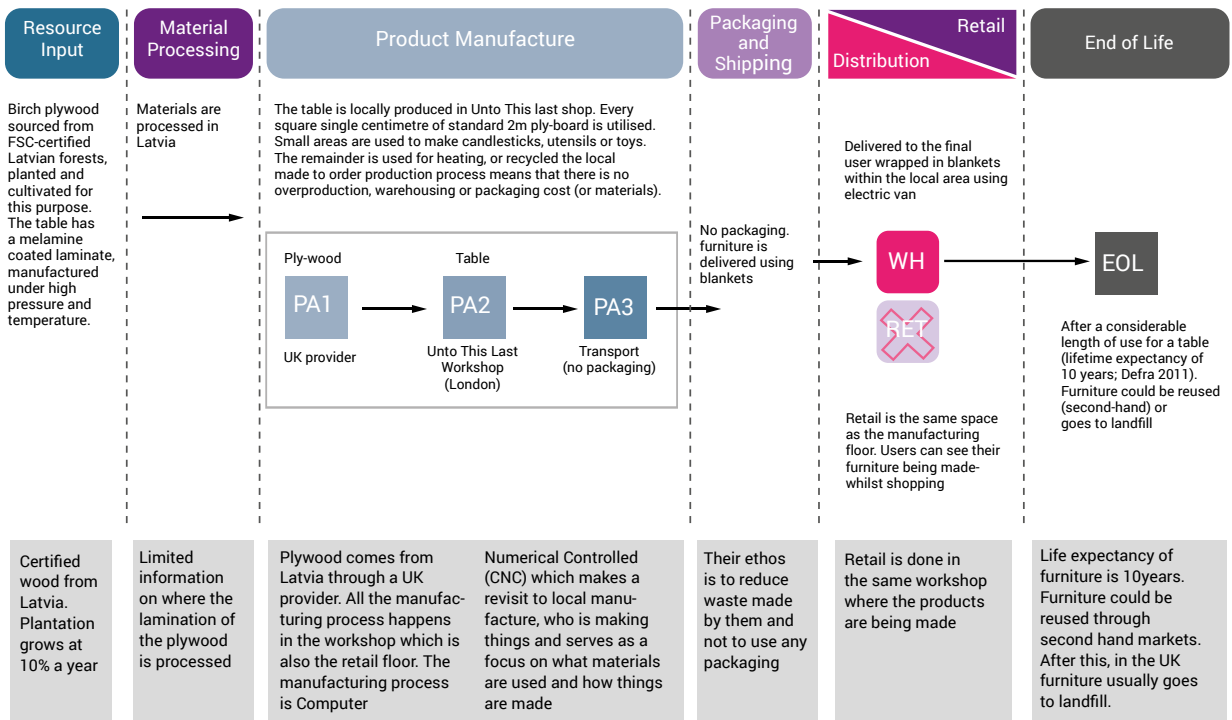 Resource
Input
Material
Processing
Product Manufacture
Packaging
and
Shipping
Retail
Distribution
End of Life
Birch plywood
sourced from
FSC-certified
Latvian forests,
planted and
cultivated for
this purpose.
The table has
a melamine
coated laminate,
manufactured
under high
pressure and
temperature.
Materials are
processed in
Latvia
The table is locally produced in Unto This last shop. Every
square single centimetre of standard 2m ply-board is utilised.
Small areas are used to make candlesticks, utensils or toys.
The remainder is used for heating, or recycled the local
made to order production process means that there is no
overproduction, warehousing or packaging cost (or materials).
Ply-wood
PA1
UK provider
Table
PA2
Unto This Last
Workshop
(London)
PA3
Transport
(no packaging)
No packaging.
furniture is
delivered using
blankets
Delivered to the final
user wrapped in blankets
within the local area using
electric van
WH
RET
Retail is the same space
as the manufacturing
floor. Users can see their
furniture being made-
whilst shopping
EOL
After a considerable
length of use for a table
(lifetime expectancy of
10 years; Defra 2011).
Furniture could be reused
(second-hand) or
goes to landfill
Certified
wood from
Latvia.
Plantation
grows at
10% a year
Limited
information
on where the
lamination of
the plywood
is processed
Plywood comes from
Latvia through a UK
provider. All the manufac-
turing process happens
in the workshop which is
also the retail floor. The
manufacturing process
is Computer
Numerical Controlled
(CNC) which makes a
revisit to local manu-
facture, who is making
things and serves as a
focus on what materials
are used and how things
are made
Their ethos
is to reduce
waste made
by them and
not to use any
packaging
Retail is done in
the same workshop
where the products
are being made
Life expectancy of
furniture is 10years.
Furniture could be
reused through
second hand markets.
After this, in the UK
furniture usually goes
to landfill.